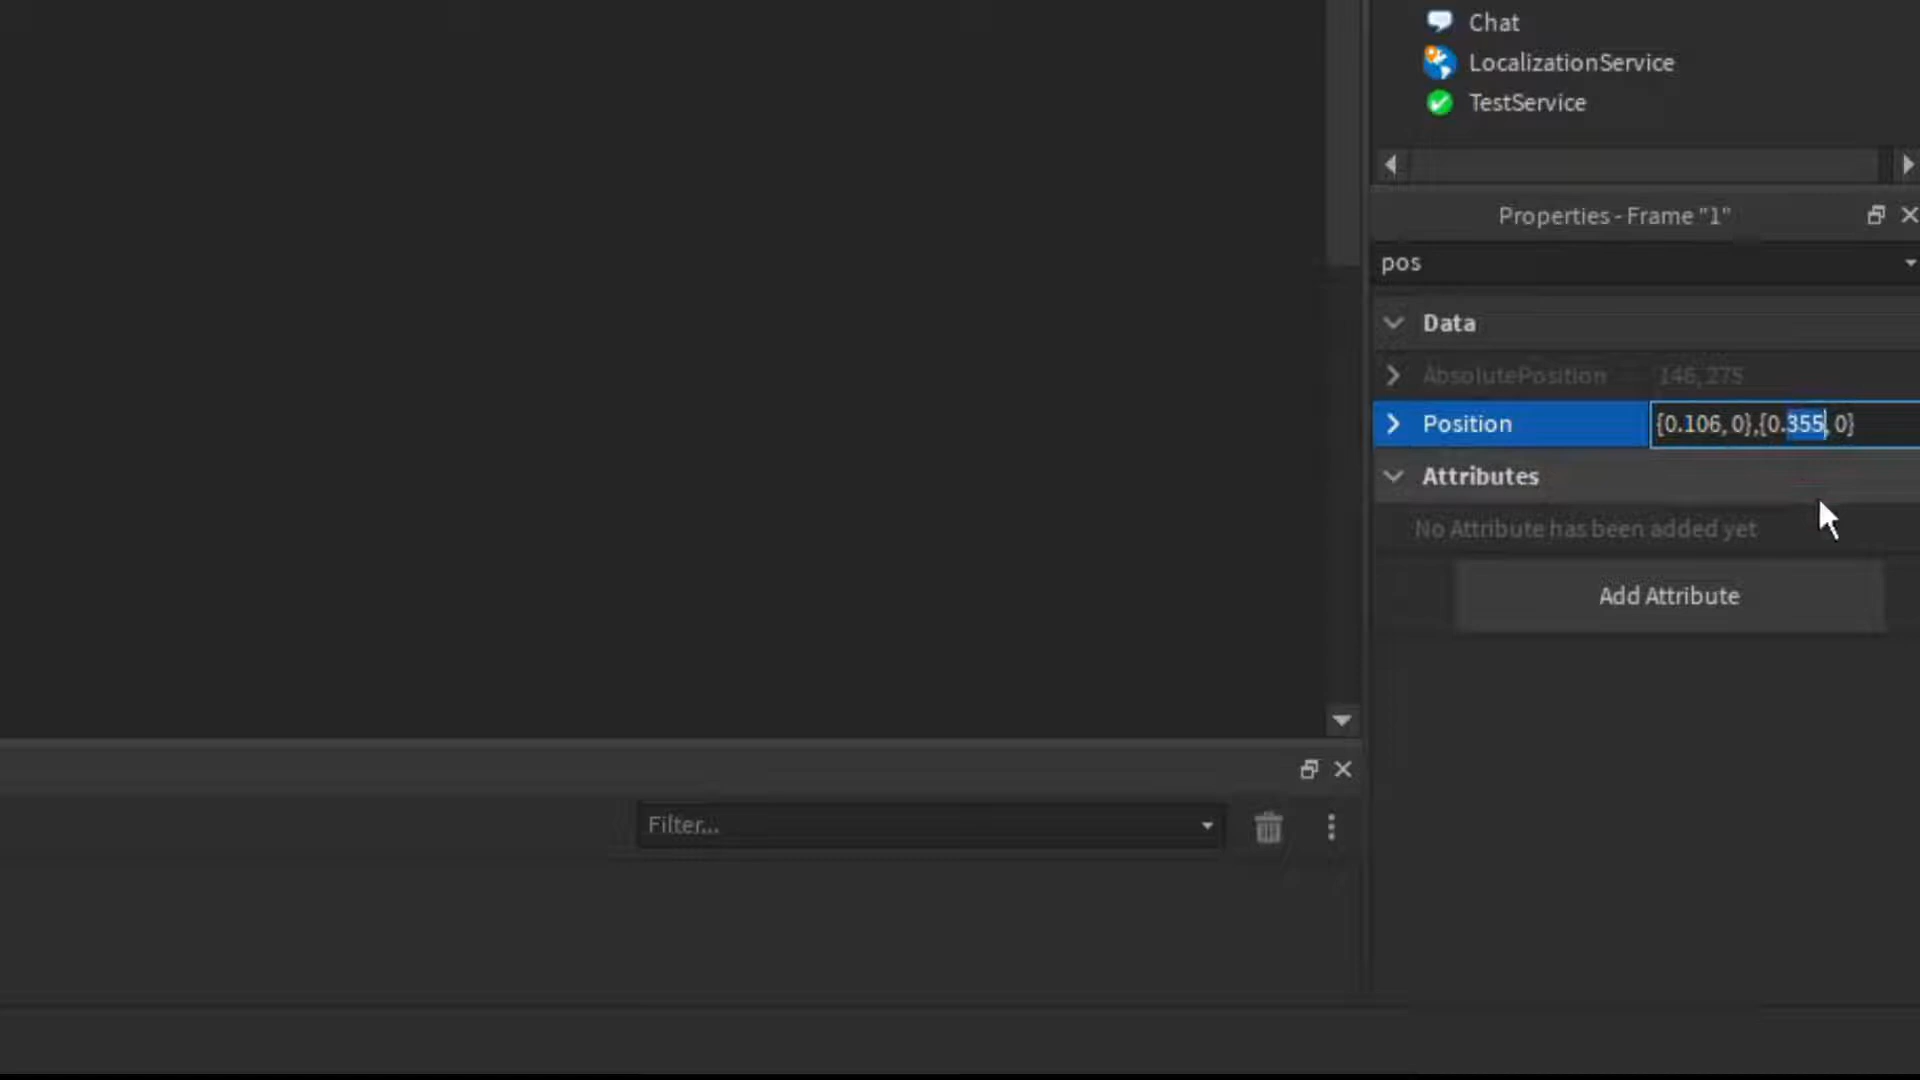 Chat
LocalizationService
TestService
Properties - Frame "1"
pos
Data
AbsolutePosition 146, 275
Position {0.106, 0},{0.355, 0}
Attributes
No Attribute has been added yet
Add Attribute
Filter...